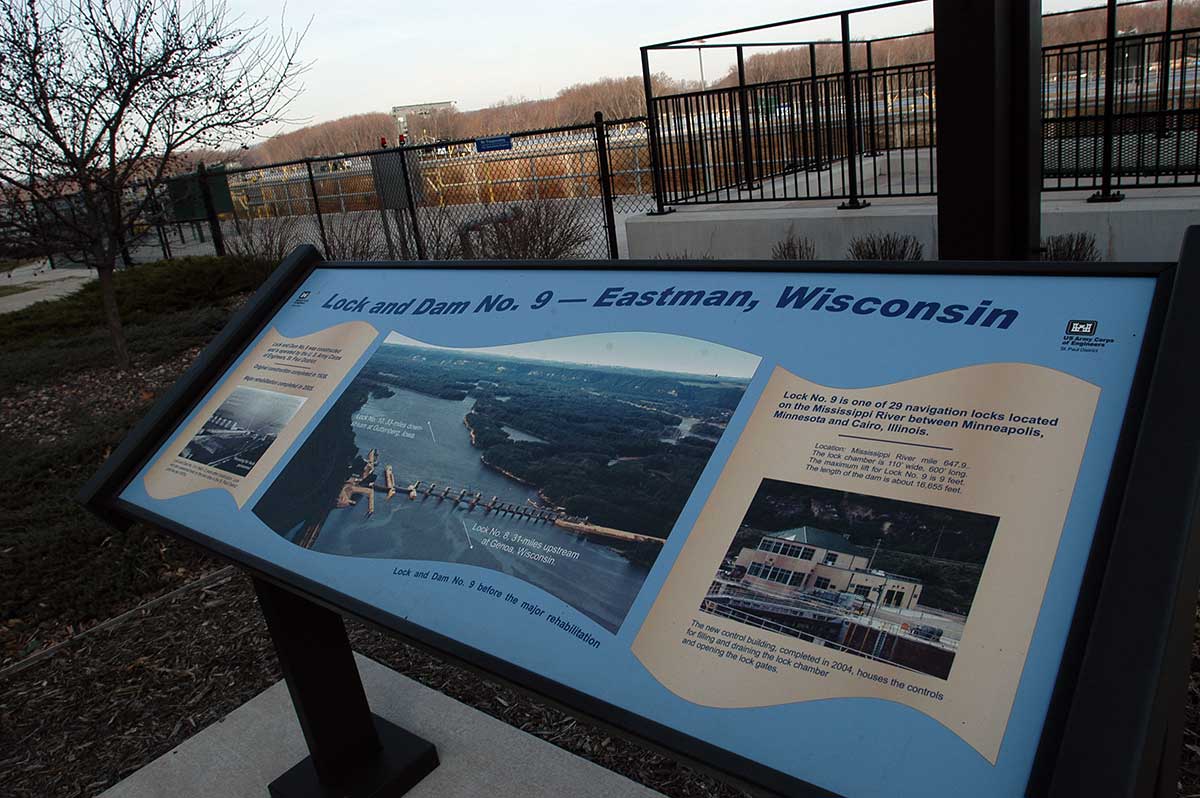 Lock and Dam No. 9 — Eastman, Wisconsin
US Army Corps
of Engineers
St. Paul District
Lock and Dam No. 9 was constructed
and is operated by the U.S. Army Corps
of Engineers, St. Paul District.
Original construction completed in 1938.
Major rehabilitation completed in 2005.
Lock No. 10, 33-miles down-
stream at Guttenberg, Iowa.
Lock No. 8, 31-miles upstream
at Genoa, Wisconsin.
Lock and Dam No. 9 before the major rehabilitation
Lock No. 9 is one of 29 navigation locks located
on the Mississippi River between Minneapolis,
Minnesota and Cairo, Illinois.
Location: Mississippi River mile 647.9..
The lock chamber is 110' wide, 600' long.
The maximum lift for Lock No. 9 is 9 feet.
The length of the dam is about 16,655 feet.
The new control building, completed in 2004, houses the controls
for filling and draining the lock chamber
and opening the lock gates.